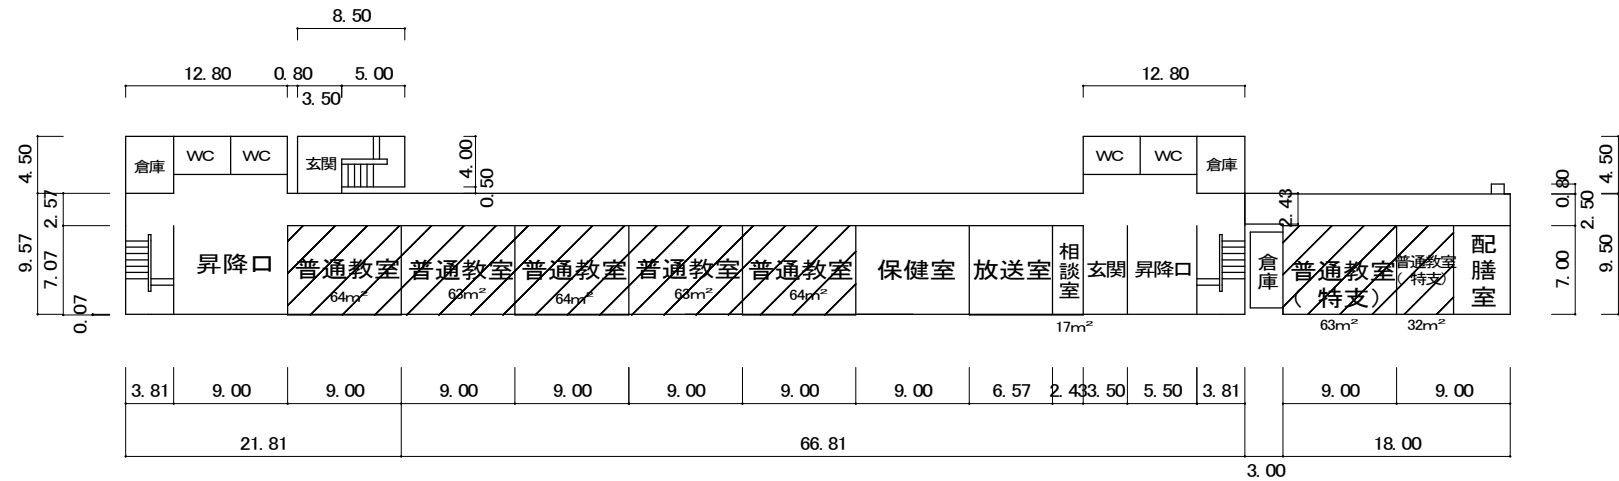 8.50
12.80 0.80 5.00 12.80
3.50
倉庫 WC WC 玄関 WC WC 倉庫
4.50 4.00 0.50 0.80 4.50
9.57 2.57 7.07 0.07
2.43 2.50 7.00 9.50
昇降口
普通教室
64m²
普通教室
63m²
普通教室
64m²
普通教室
63m²
普通教室
64m²
保健室
放送室
相談室
17m²
玄関
昇降口
倉庫
普通教室
(特支)
63m²
普通教室
(特支)
32m²
配膳室
3.81 9.00 9.00 9.00 9.00 9.00 9.00 9.00 6.57 2.43 3.50 5.50 3.81 9.00 9.00
21.81 66.81 18.00
3.00